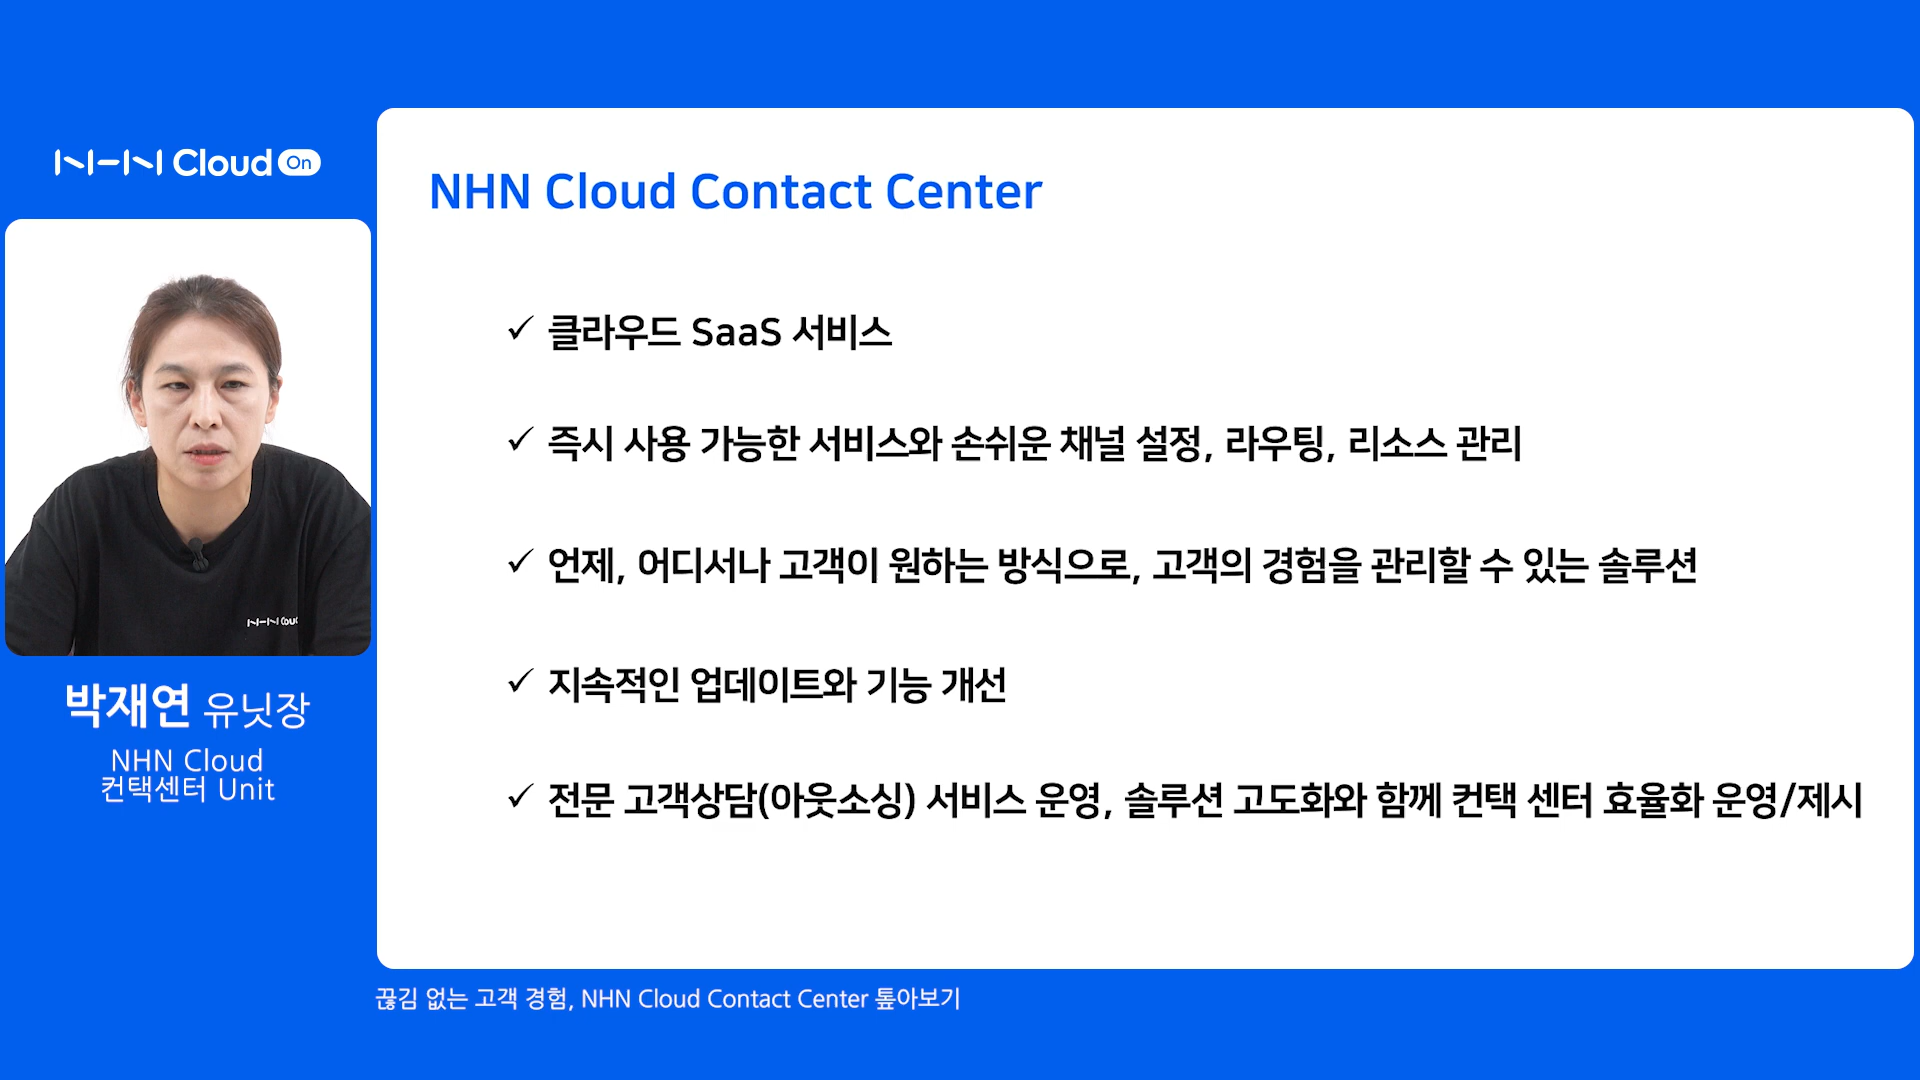 NHN Cloud On
NHN Cloud
박재연 유닛장
NHN Cloud
컨택센터 Unit
NHN Cloud Contact Center
✓ 클라우드 SaaS 서비스
✓ 즉시 사용 가능한 서비스와 손쉬운 채널 설정, 라우팅, 리소스 관리
✓ 언제, 어디서나 고객이 원하는 방식으로, 고객의 경험을 관리할 수 있는 솔루션
✓ 지속적인 업데이트와 기능 개선
✓ 전문 고객상담(아웃소싱) 서비스 운영, 솔루션 고도화와 함께 컨택 센터 효율화 운영/제시
끊김 없는 고객 경험, NHN Cloud Contact Center 톺아보기